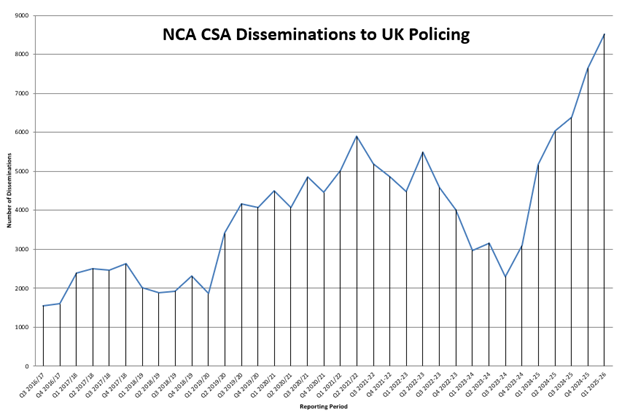 NCA CSA Disseminations to UK Policing
9000
8000
7000
6000
5000
4000
3000
2000
1000
0
Number of Disseminations
Q3 2016/17
Q4 2016/17
Q1 2017/18
Q2 2017/18
Q3 2017/18
Q4 2017/18
Q1 2018/19
Q2 2018/19
Q3 2018/19
Q4 2018/19
Q1 2019/20
Q2 2019/20
Q3 2019/20
Q4 2019/20
Q1 2020/21
Q2 2020/21
Q3 2020/21
Q4 2020/21
Q1 2021/22
Q2 2021/22
Q3 2021-22
Q4 2021-22
Q1 2022-23
Q2 2022-23
Q3 2022-23
Q4 2022-23
Q1 2023-24
Q2 2023-24
Q3 2023-24
Q4 2023-24
Q1 2024-25
Q2 2024-25
Q3 2024-25
Q4 2024-25
Q1 2025-26
Reporting Period